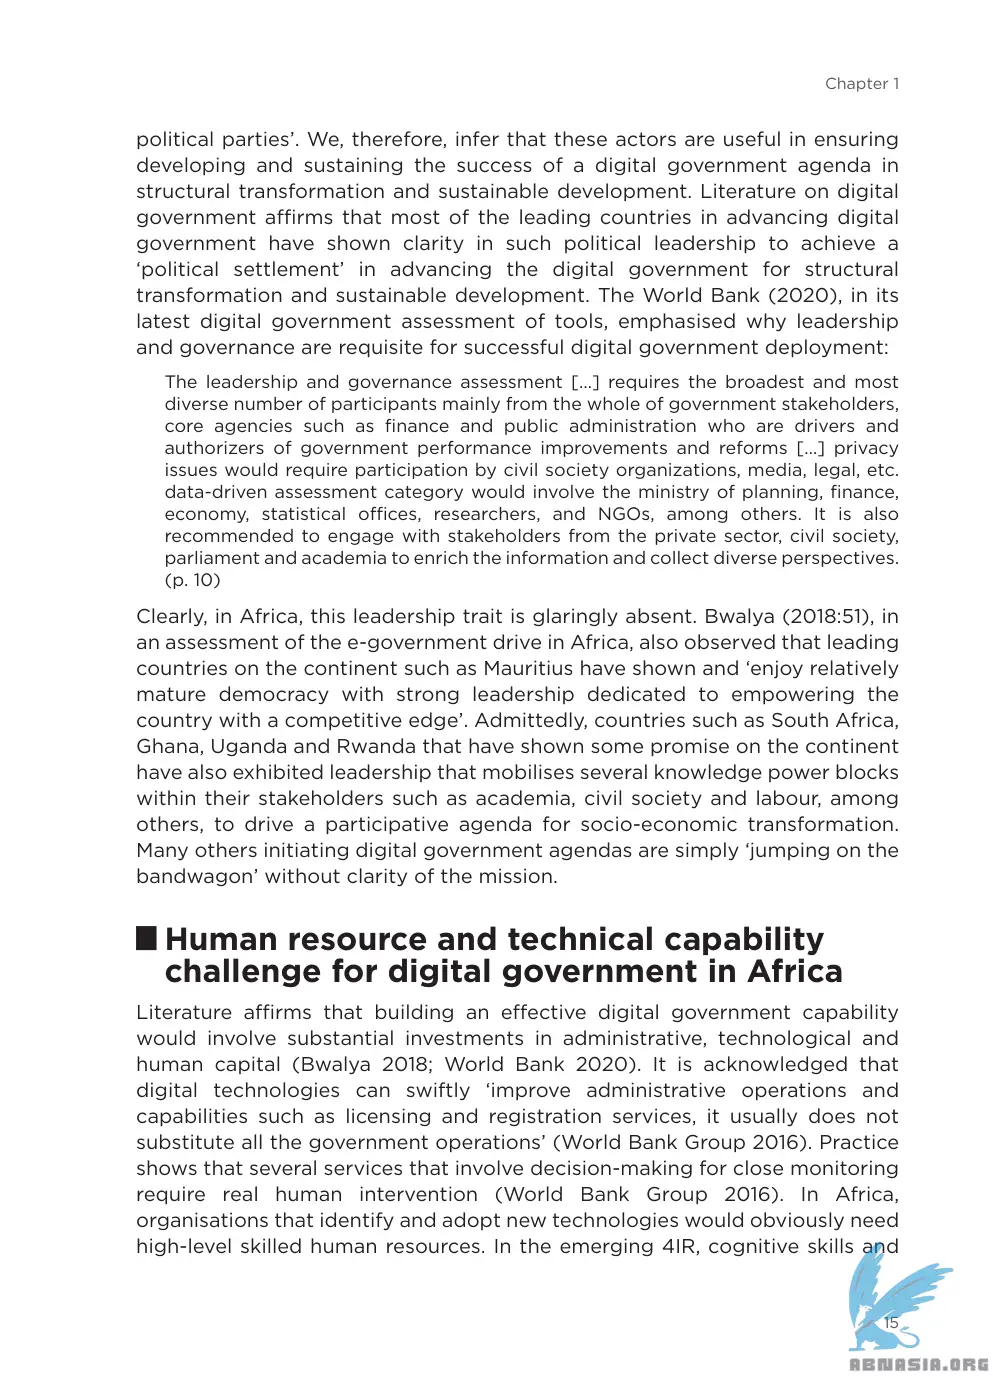 Chapter 1
political parties’. We, therefore, infer that these actors are useful in ensuring
developing and sustaining the success of a digital government agenda in
structural transformation and sustainable development. Literature on digital
government affirms that most of the leading countries in advancing digital
government have shown clarity in such political leadership to achieve a
‘political settlement’ in advancing the digital government for structural
transformation and sustainable development. The World Bank (2020), in its
latest digital government assessment of tools, emphasised why leadership
and governance are requisite for successful digital government deployment:
The leadership and governance assessment [...] requires the broadest and most
diverse number of participants mainly from the whole of government stakeholders,
core agencies such as finance and public administration who are drivers and
authorizers of government performance improvements and reforms [...] privacy
issues would require participation by civil society organizations, media, legal, etc.
data-driven assessment category would involve the ministry of planning, finance,
economy, statistical offices, researchers, and NGOs, among others. It is also
recommended to engage with stakeholders from the private sector, civil society,
parliament and academia to enrich the information and collect diverse perspectives.
(p. 10)
Clearly, in Africa, this leadership trait is glaringly absent. Bwalya (2018:51), in
an assessment of the e-government drive in Africa, also observed that leading
countries on the continent such as Mauritius have shown and ‘enjoy relatively
mature democracy with strong leadership dedicated to empowering the
country with a competitive edge’. Admittedly, countries such as South Africa,
Ghana, Uganda and Rwanda that have shown some promise on the continent
have also exhibited leadership that mobilises several knowledge power blocks
within their stakeholders such as academia, civil society and labour, among
others, to drive a participative agenda for socio-economic transformation.
Many others initiating digital government agendas are simply ‘jumping on the
bandwagon’ without clarity of the mission.
Human resource and technical capability
challenge for digital government in Africa
Literature affirms that building an effective digital government capability
would involve substantial investments in administrative, technological and
human capital (Bwalya 2018; World Bank 2020). It is acknowledged that
digital technologies can swiftly ‘improve administrative operations and
capabilities such as licensing and registration services, it usually does not
substitute all the government operations’ (World Bank Group 2016). Practice
shows that several services that involve decision-making for close monitoring
require real human intervention (World Bank Group 2016). In Africa,
organisations that identify and adopt new technologies would obviously need
high-level skilled human resources. In the emerging 4IR, cognitive skills and
15
ABNASIA.ORG